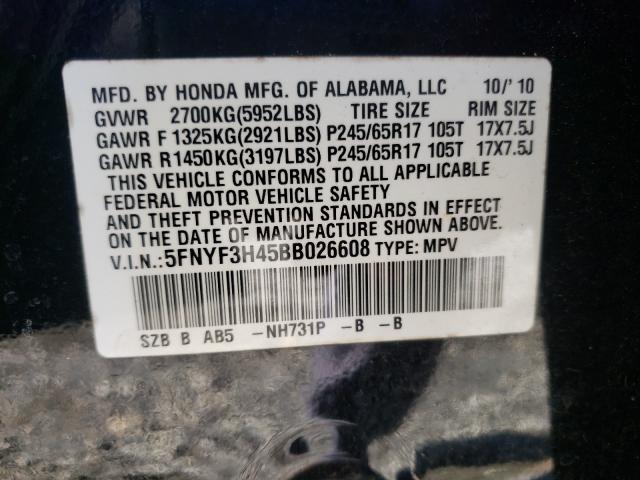 MFD. BY HONDA MFG. OF ALABAMA, LLC 10/'10
GVWR 2700KG(5952LBS) TIRE SIZE RIM SIZE
GAWR F 1325KG(2921LBS) P245/65R17 105T 17X7.5J
GAWR R1450KG(3197LBS) P245/65R17 105T 17X7.5J
THIS VEHICLE CONFORMS TO ALL APPLICABLE
FEDERAL MOTOR VEHICLE SAFETY
AND THEFT PREVENTION STANDARDS IN EFFECT
ON THE DATE OF MANUFACTURE SHOWN ABOVE.
V.I.N.:5FNYF3H45BB026608 TYPE: MPV
SZB B AB5 -NH731P -B -B